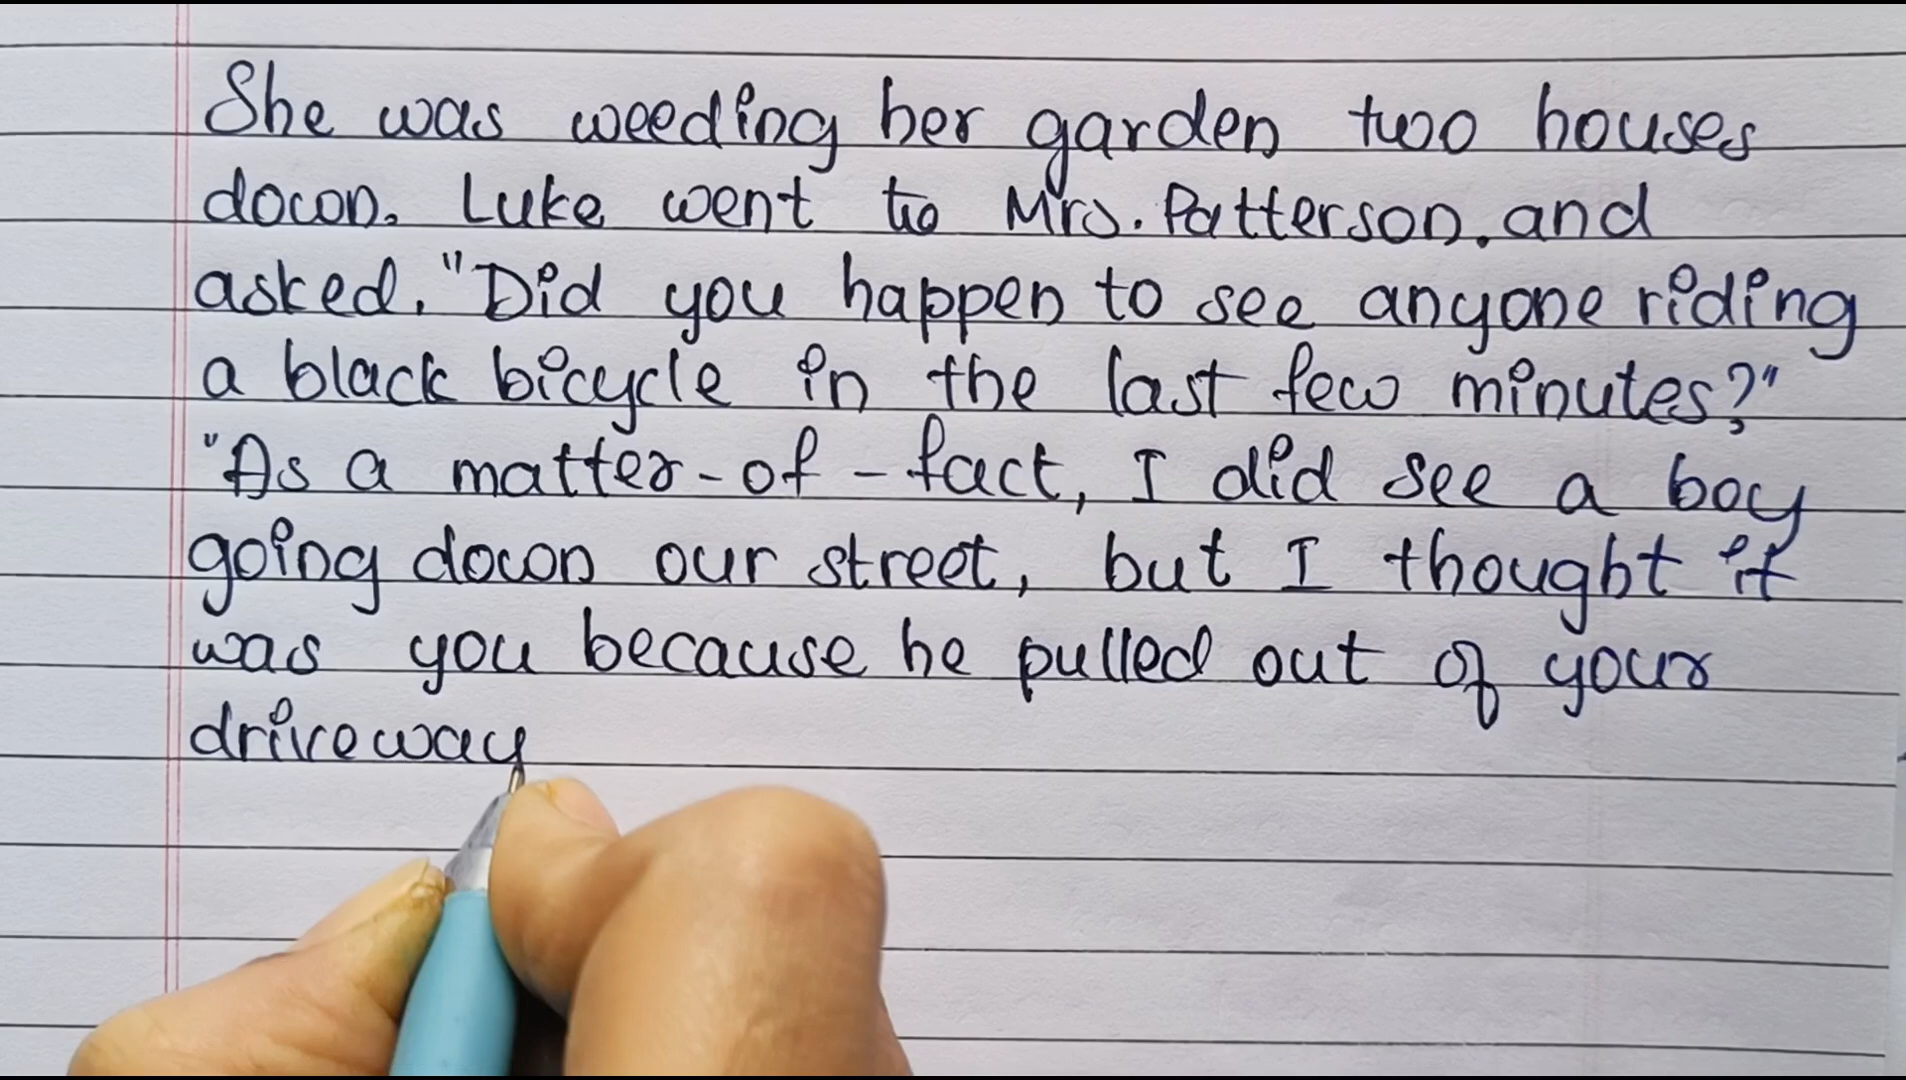 She was weeding her garden two houses
down. Luke went to Mrs. Patterson. and
asked. "Did you happen to see anyone riding
a black bicycle in the last few minutes?"
"As a matter-of-fact, I did see a boy
going down our street, but I thought it
was you because he pulled out of your
driveway